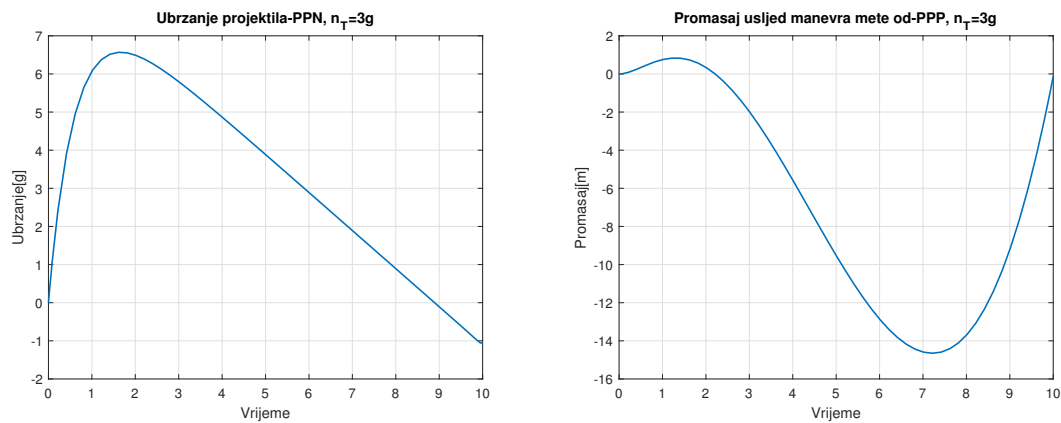 Ubrzanje projektila-PPN, n_T=3g
7
6
5
4
3
2
1
0
-1
-2
Ubrzanje[g]
0 1 2 3 4 5 6 7 8 9 10
Vrijeme
Promasaj usljed manevra mete od-PPP, n_T=3g
2
0
-2
-4
-6
-8
-10
-12
-14
-16
Promasaj[m]
0 1 2 3 4 5 6 7 8 9 10
Vrijeme